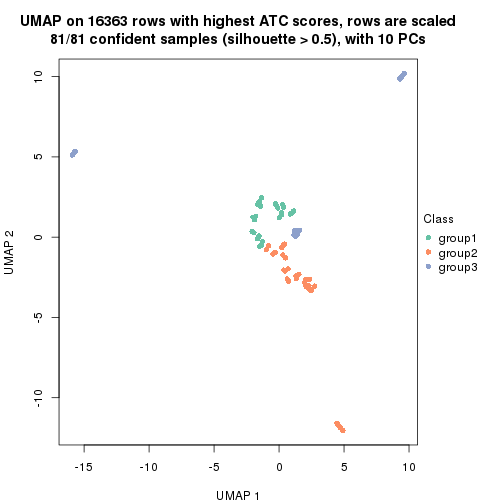 UMAP on 16363 rows with highest ATC scores, rows are scaled
81/81 confident samples (silhouette > 0.5), with 10 PCs
10
5
0
-5
-10
UMAP 2
-15
-10
-5
0
5
10
UMAP 1
Class
group1
group2
group3